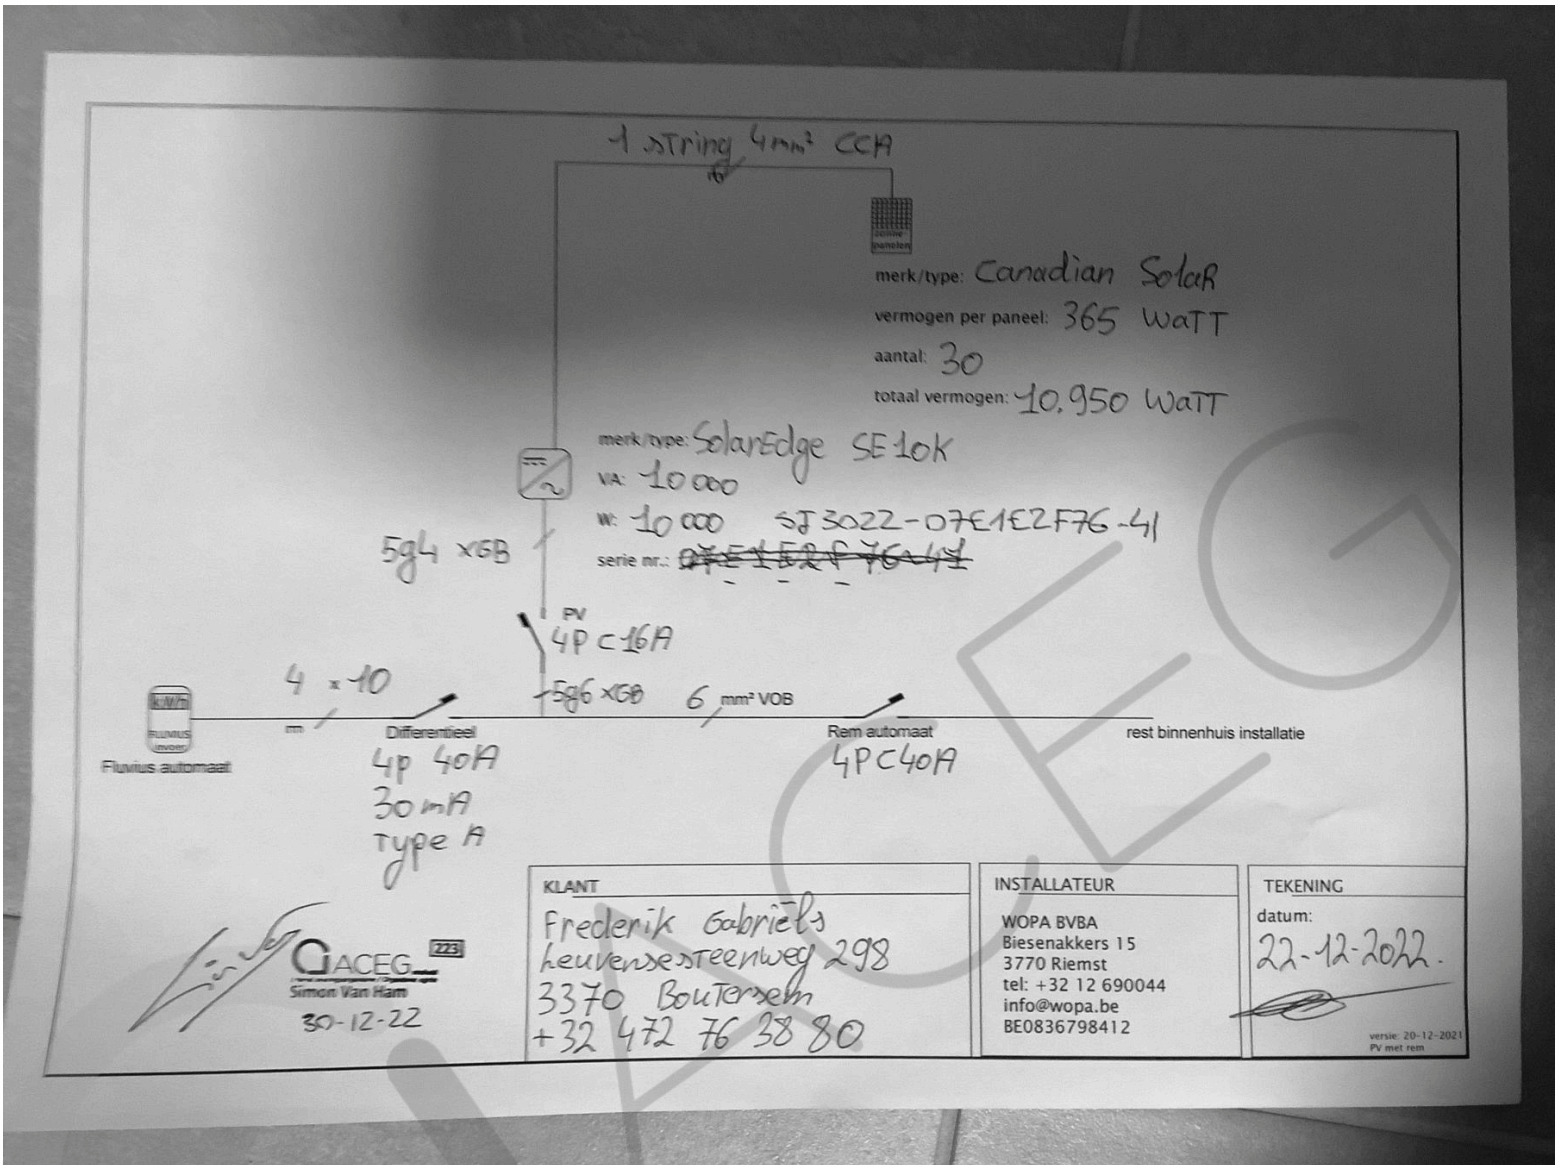 1 string 4mm² CCA
zonne-
panelen
merk/type: Canadian Solar
vermogen per paneel: 365 WaTT
aantal: 30
totaal vermogen: 10.950 WaTT
merk/type: SolarEdge SE10K
VA: 10 000
W: 10 000 SJ3022-07E1E2F76-41
serie nr.: 07E1E2F76-41
5g4 XGB
PV
4P C16A
4 x 10
5g6 XGB
6 mm² VOB
kWh
FLUVIUS
invoer
Fluvius automaat
Differentieel
4p 40A
30mA
Type A
Rem automaat
4PC40A
rest binnenhuis installatie
ACEG
KLANT
Frederik Gabriëls
Leuvensesteenweg 298
3370 Boutersem
+32 472 76 38 80
INSTALLATEUR
WOPA BVBA
Biesenakkers 15
3770 Riemst
tel: +32 12 690044
info@wopa.be
BE0836798412
TEKENING
datum:
22-12-2022.
versie: 20-12-2021
PV met rem
ACEG 223
Simon Van Ham
30-12-22